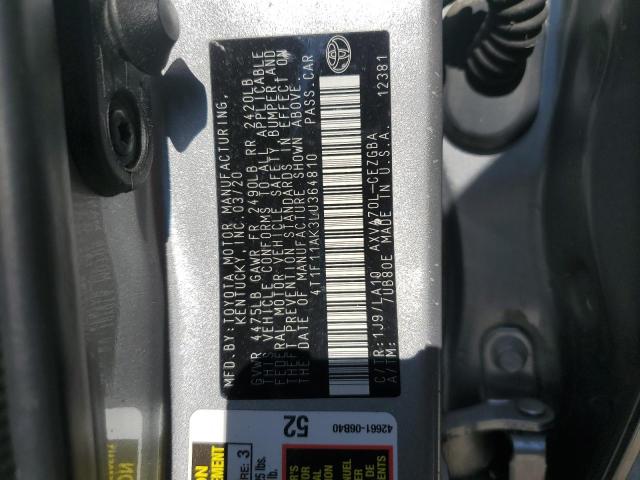 MFD.BY: TOYOTA MOTOR MANUFACTURING,
KENTUCKY, INC. 03/20
GVWR 4475LB GAWR FR 2490LB RR 2420LB
THIS VEHICLE CONFORMS TO ALL APPLICABLE
FEDERAL MOTOR VEHICLE SAFETY, BUMPER AND
THEFT PREVENTION STANDARDS IN EFFECT ON
THE DATE OF MANUFACTURE SHOWN ABOVE.
4T1F11AK3LU364810 PASS.CAR
C/TR: 1J9 /LA10 AXVA70L-CEZGBA
A/TM: /UB80E MADE IN U.S.A. 12381
42661-06B40
52